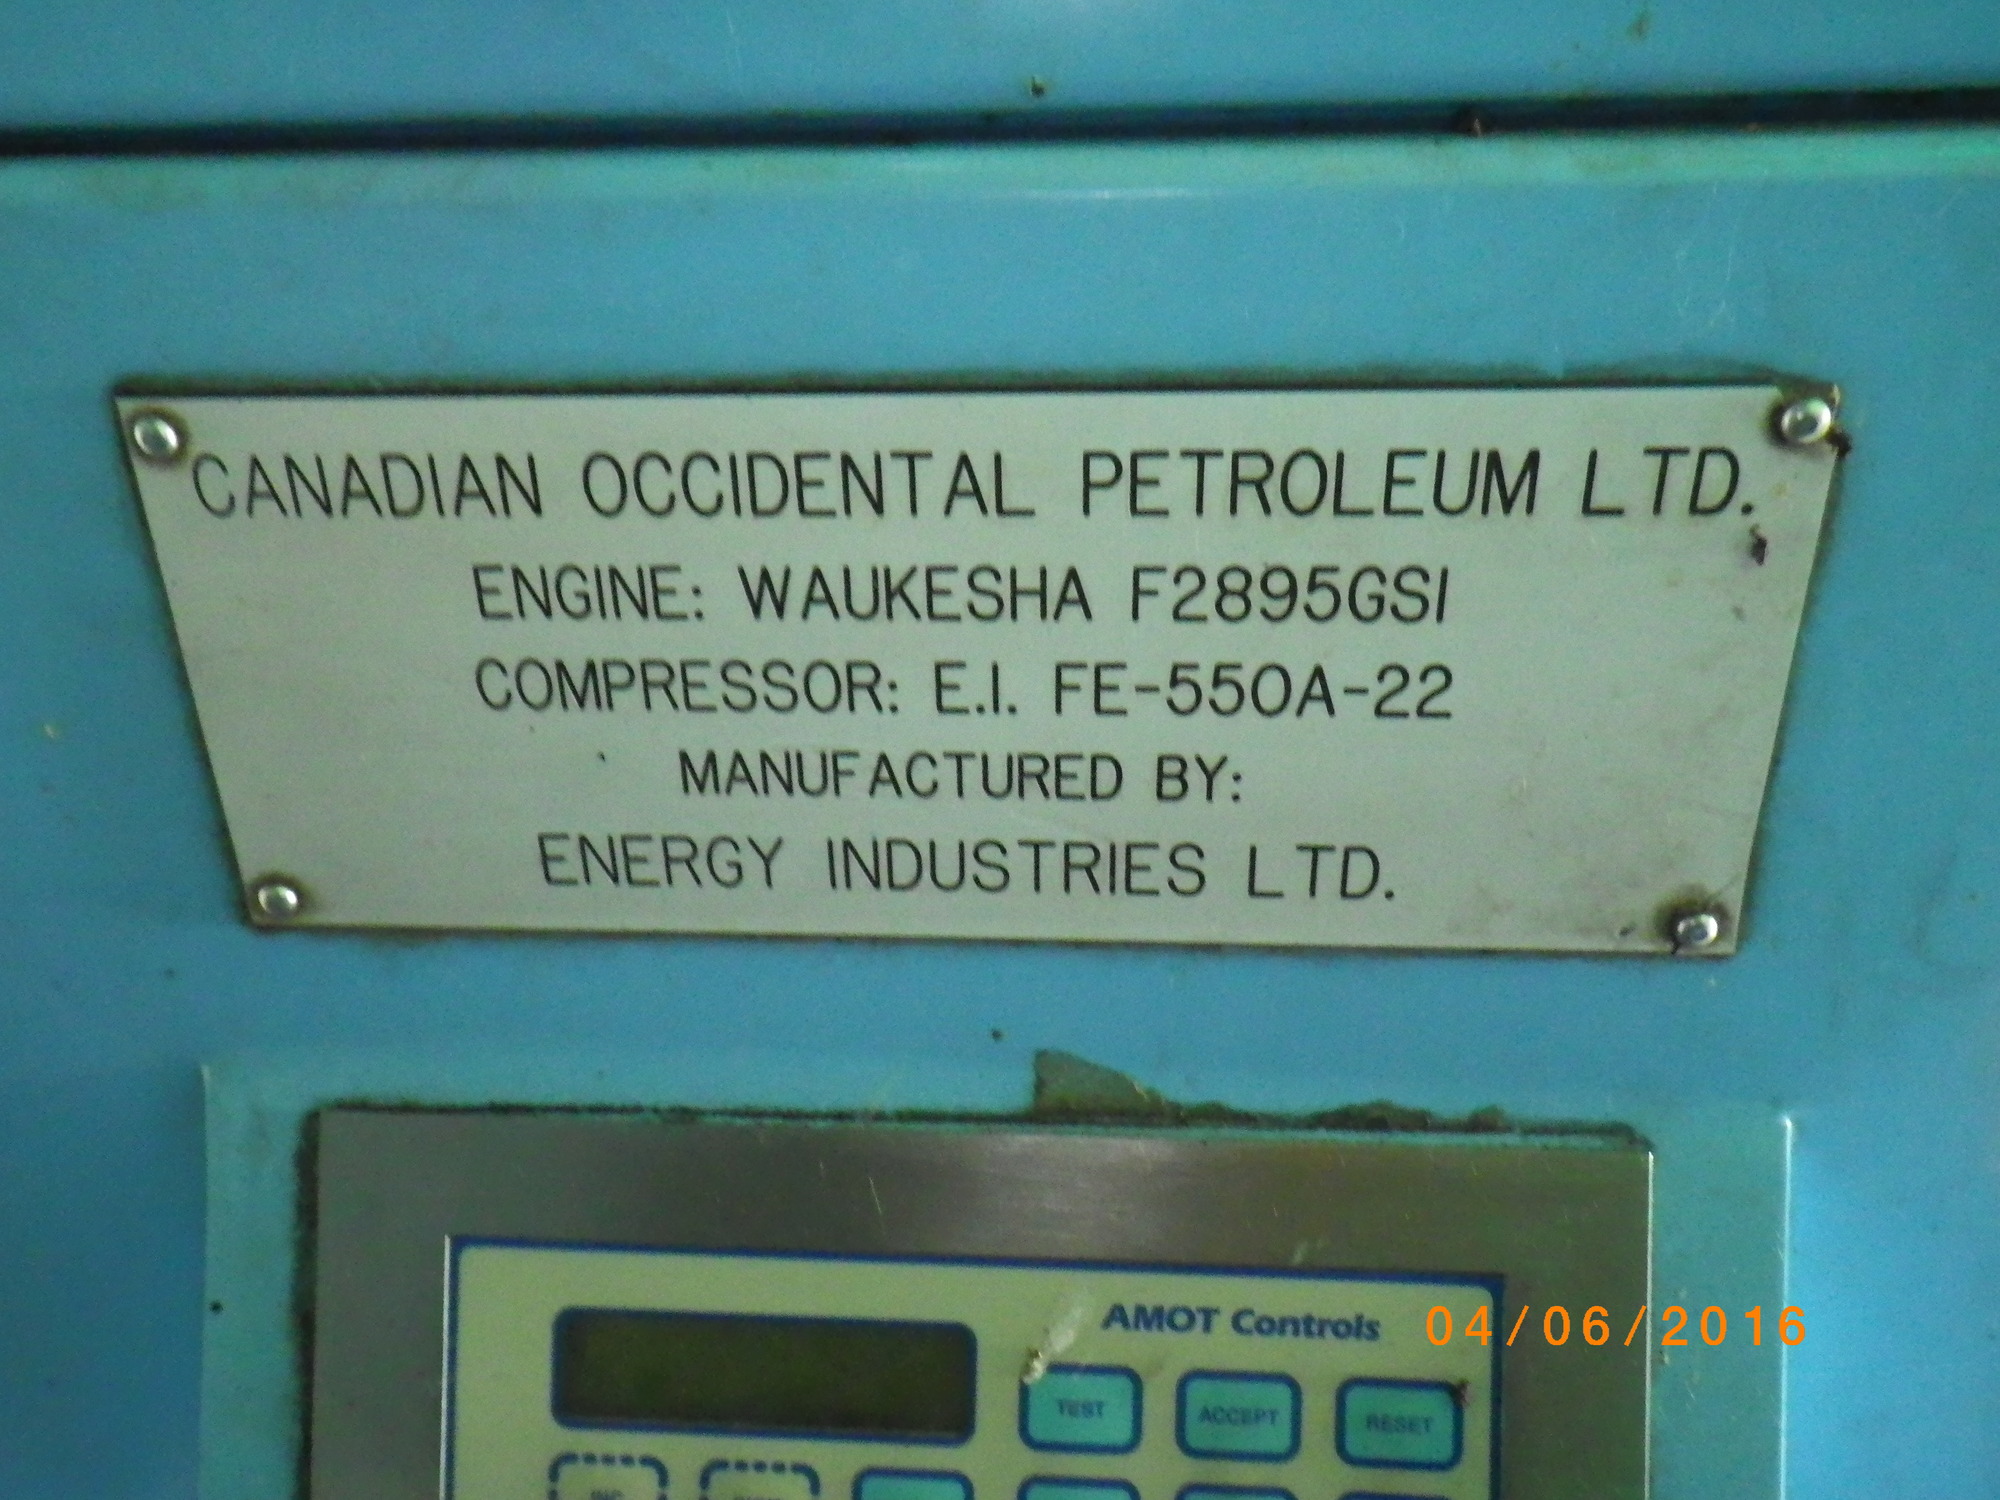 CANADIAN OCCIDENTAL PETROLEUM LTD.
ENGINE: WAUKESHA F2895GSI
COMPRESSOR: E.I. FE-550A-22
MANUFACTURED BY:
ENERGY INDUSTRIES LTD.
AMOT Controls
04/06/2016
TEST ACCEPT RESET